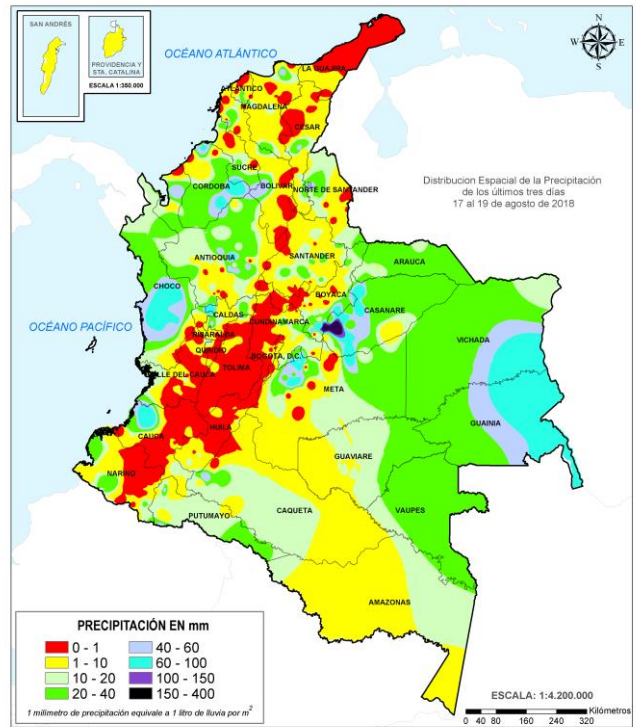 SAN ANDRÉS
PROVIDENCIA Y
STA. CATALINA
ESCALA 1:380.000
OCÉANO ATLÁNTICO
N
W
E
S
LA GUAJIRA
ATLANTICO
MAGDALENA
CESAR
SUCRE
CORDOBA
BOLIVAR
NORTE DE SANTANDER
Distribucion Espacial de la Precipitación
de los últimos tres días
17 al 19 de agosto de 2018
ANTIOQUIA
SANTANDER
ARAUCA
CHOCO
BOYACA
CASANARE
CALDAS
CUNDINAMARCA
OCÉANO PACÍFICO
RISARALDA
VICHADA
QUINDIO
BOGOTA, D.C.
TOLIMA
VALLE DEL CAUCA
META
GUAINIA
CAUCA
HUILA
GUAVIARE
NARIÑO
VAUPES
PUTUMAYO
CAQUETA
AMAZONAS
PRECIPITACIÓN EN mm
0 - 1
40 - 60
1 - 10
60 - 100
10 - 20
100 - 150
20 - 40
150 - 400
1 milimetro de precipitación equivale a 1 litro de lluvia por m²
ESCALA: 1:4.200.000
Kilómetros
0 40 80 160 240 320